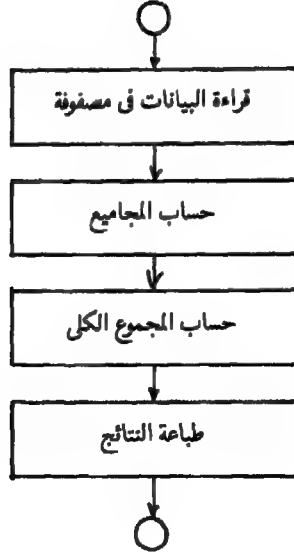 قراءة البيانات فى مصفوفة
حساب المجاميع
حساب المجموع الكلى
طباعة النتائج